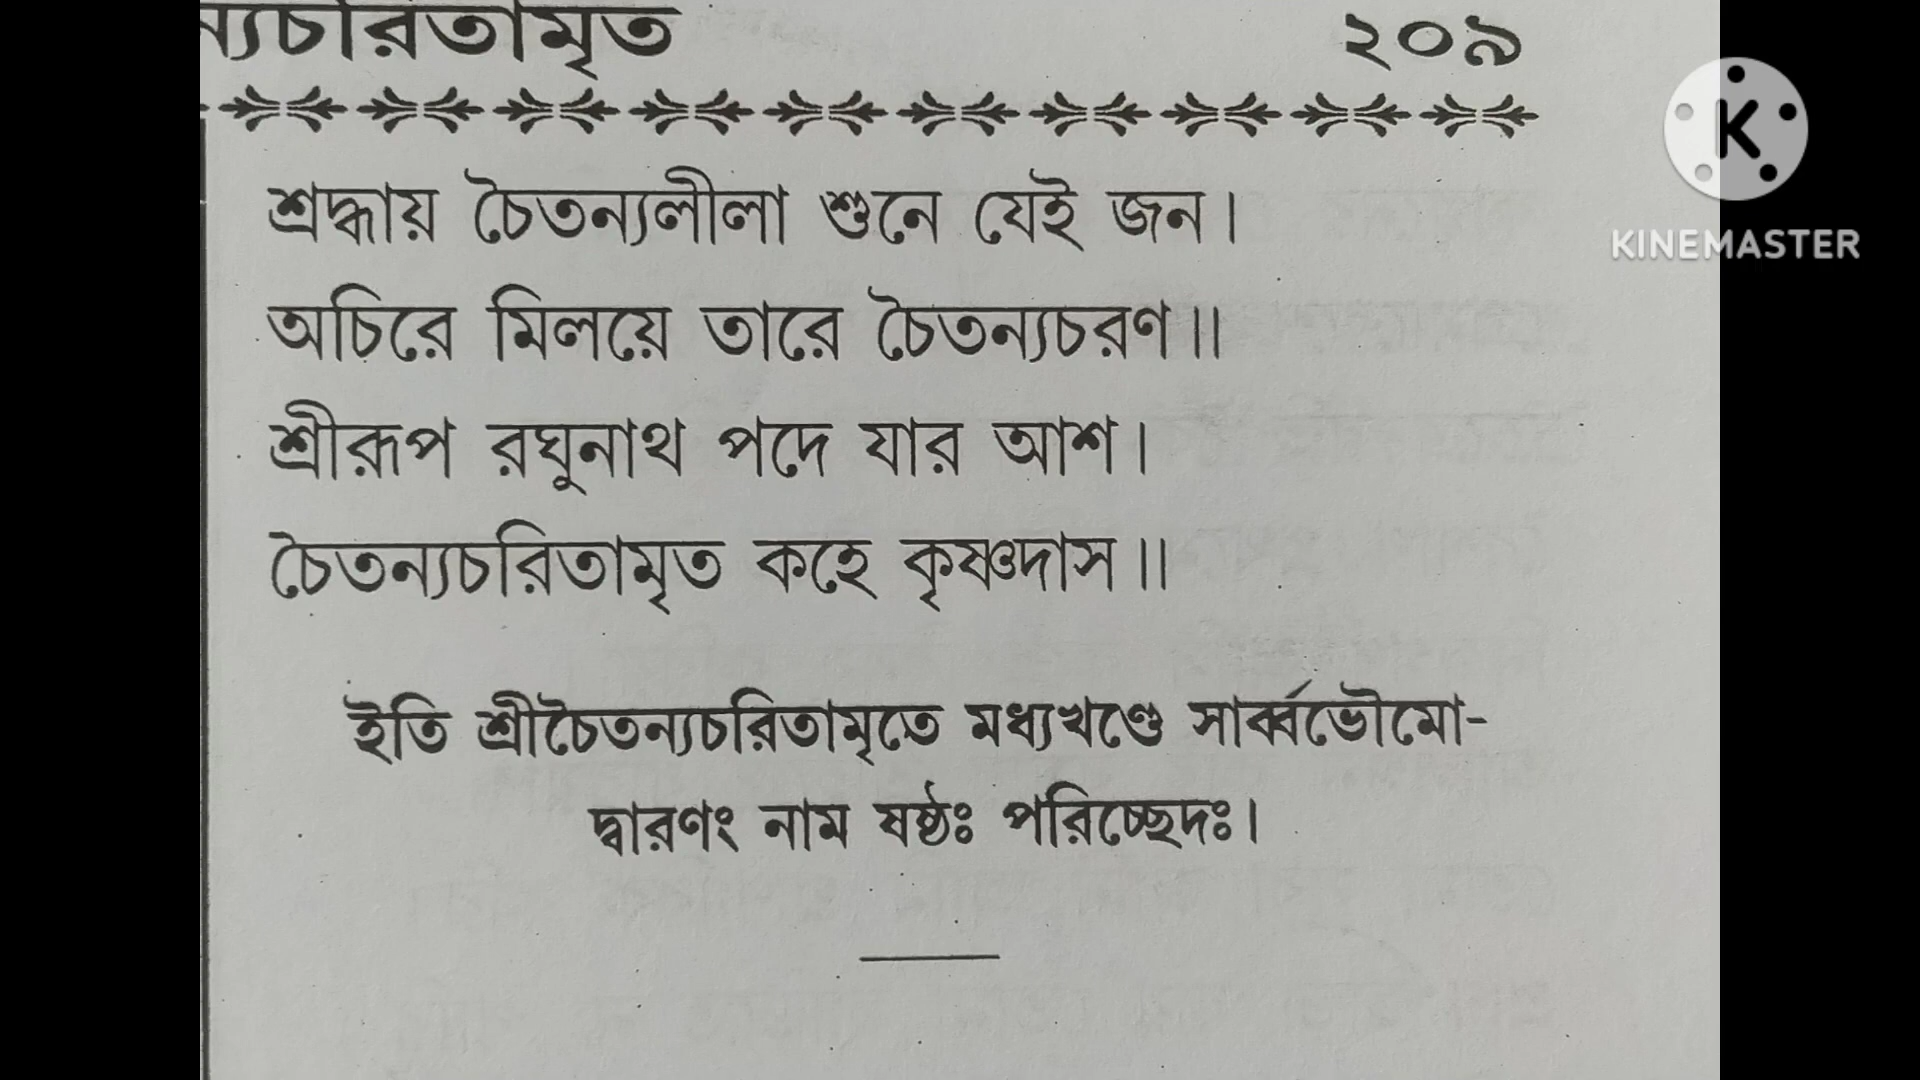 ন্যচরিতামৃত ২০৯
শ্রদ্ধায় চৈতন্যলীলা শুনে যেই জন।
অচিরে মিলয়ে তারে চৈতন্যচরণ॥
শ্রীরূপ রঘুনাথ পদে যার আশ।
চৈতন্যচরিতামৃত কহে কৃষ্ণদাস॥
ইতি শ্রীচৈতন্যচরিতামৃতে মধ্যখণ্ডে সার্ব্বভৌমো-
দ্ধারণং নাম ষষ্ঠঃ পরিচ্ছেদঃ।
K
KINEMASTER